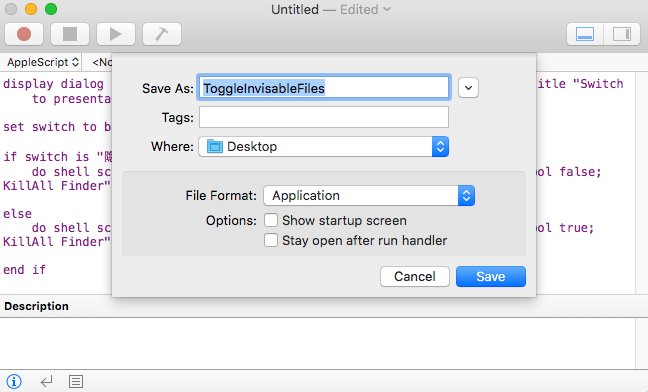 Untitled — Edited
AppleScript
<No
display dialog
itle "Switch
to presenta
set switch to b
if switch is "隐
do shell sc
ool false;
KillAll Finder"
else
do shell sc
ool true;
KillAll Finder"
end if
Save As: ToggleInvisableFiles
Tags:
Where: Desktop
File Format: Application
Options: Show startup screen
Stay open after run handler
Cancel
Save
Description